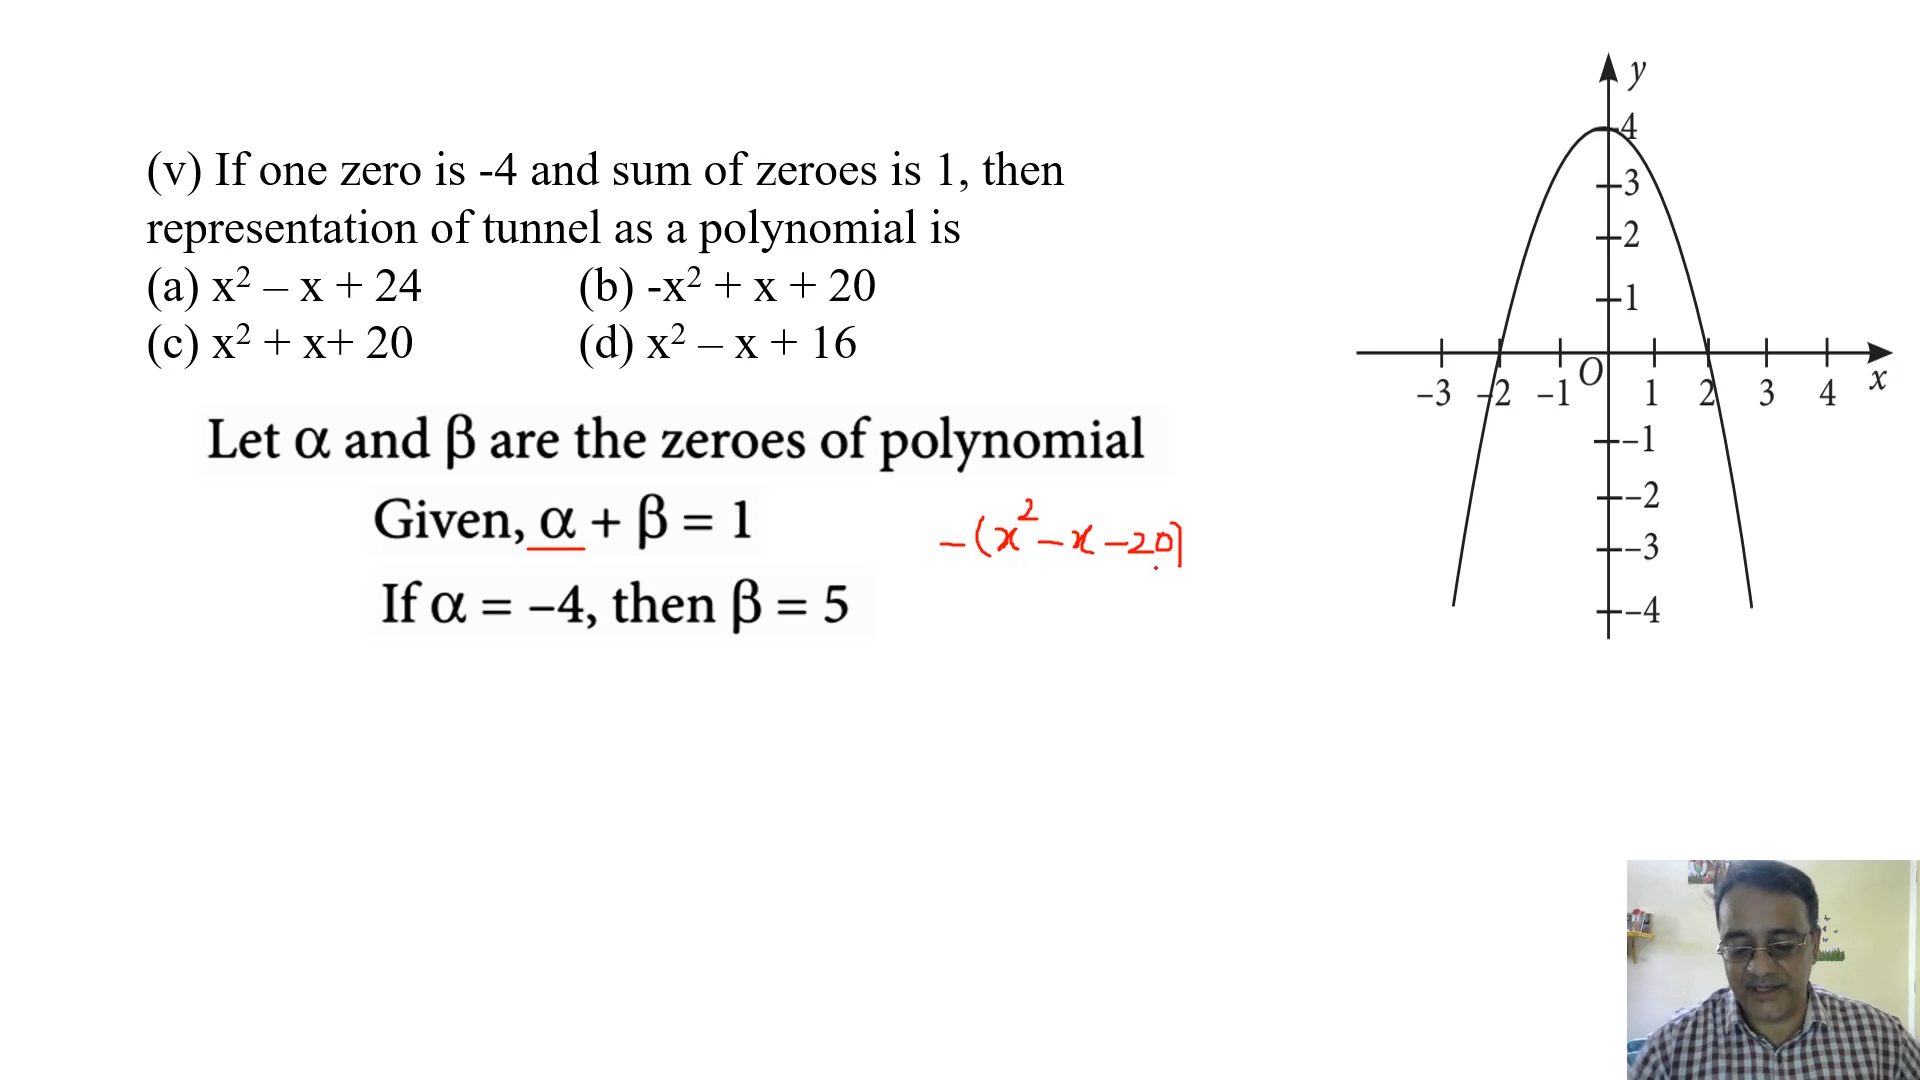 (v) If one zero is -4 and sum of zeroes is 1, then
representation of tunnel as a polynomial is
(a) x² – x + 24 (b) -x² + x + 20
(c) x² + x+ 20 (d) x² – x + 16
Let α and β are the zeroes of polynomial
Given, α + β = 1
-(x² - x - 20)
If α = –4, then β = 5
y
4
3
2
1
–3 –2 –1 O 1 2 3 4 x
–1
–2
–3
–4